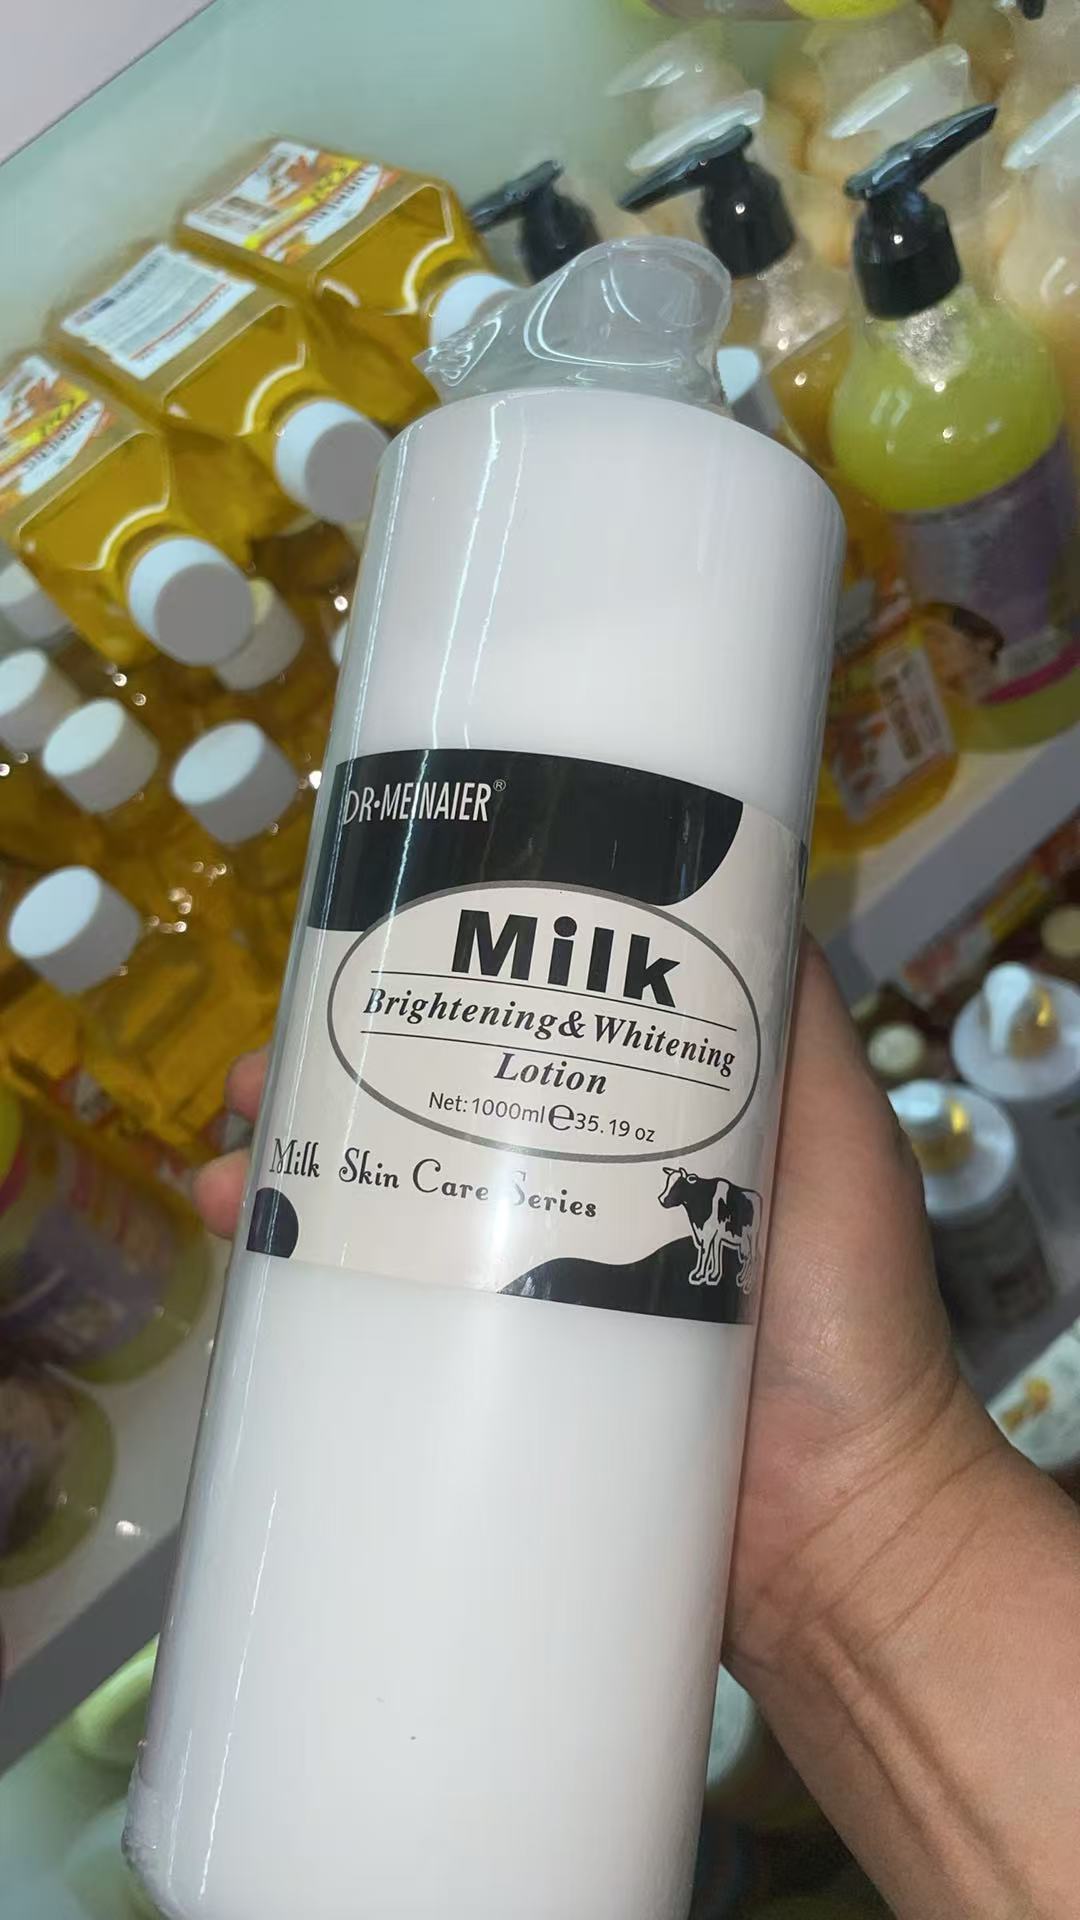 DR·MEINAIER®
Milk
Brightening&Whitening
Lotion
Net: 1000ml℮35.19 oz
Milk Skin Care Series